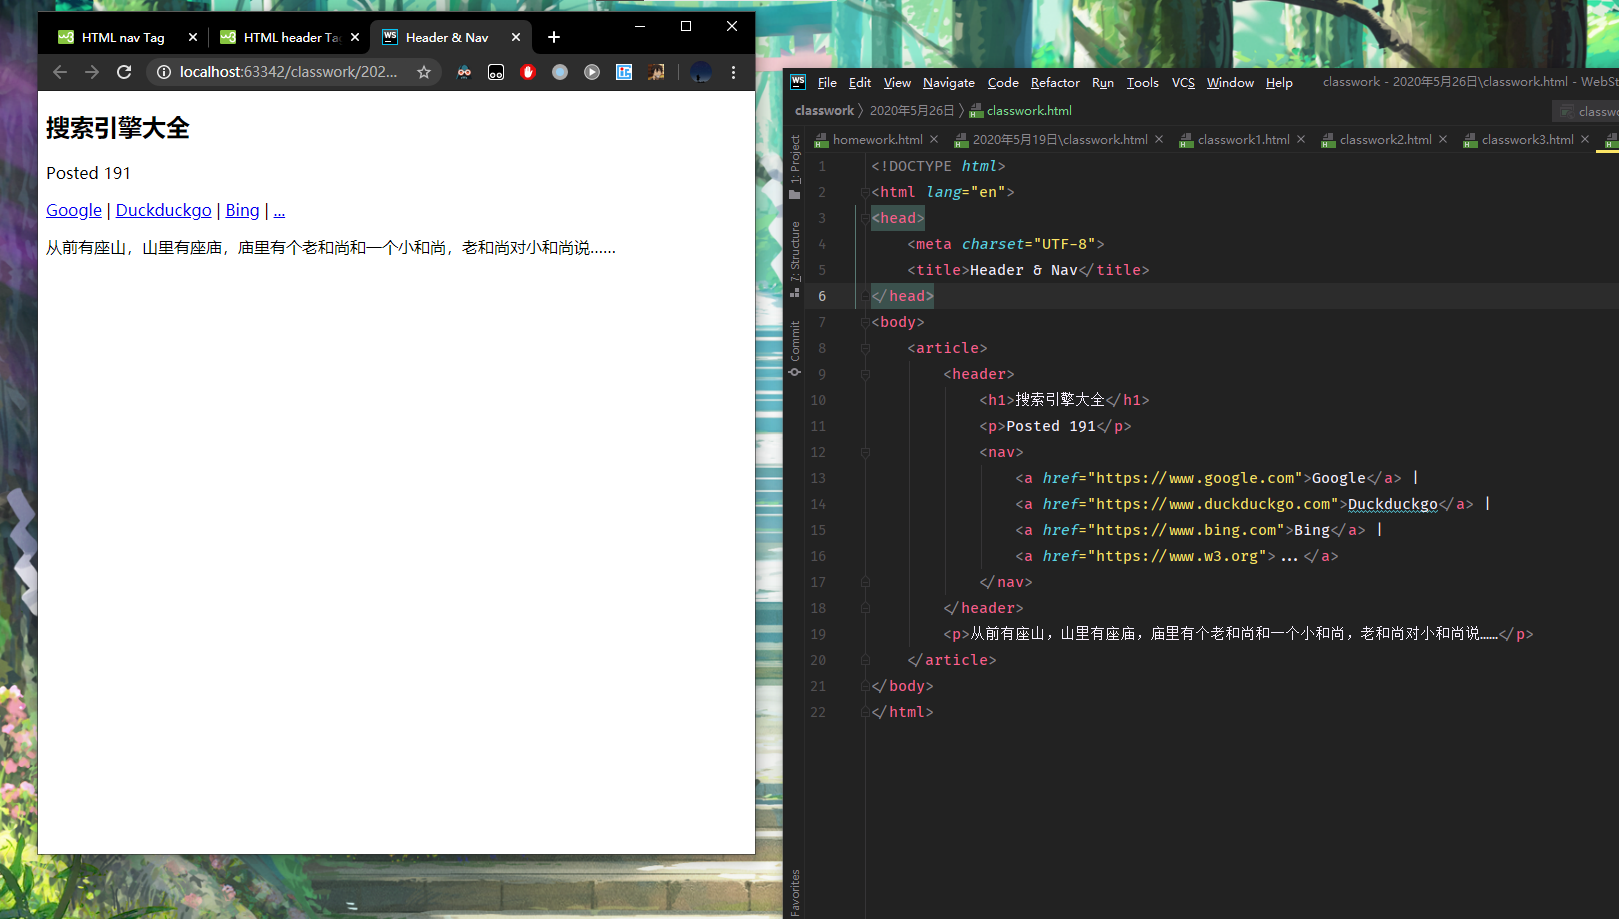 HTML nav Tag
HTML header Ta
Header & Nav
localhost:63342/classwork/202...
搜索引擎大全
Posted 191
Google | Duckduckgo | Bing | ...
从前有座山，山里有座庙，庙里有个老和尚和一个小和尚，老和尚对小和尚说……
WS File Edit View Navigate Code Refactor Run Tools VCS Window Help classwork - 2020年5月26日\classwork.html - WebSt
classwork 2020年5月26日 classwork.html classwo
homework.html 2020年5月19日\classwork.html classwork1.html classwork2.html classwork3.html
1: Project
7: Structure
Commit
Favorites
1 <!DOCTYPE html>
2 <html lang="en">
3 <head>
4 <meta charset="UTF-8">
5 <title>Header & Nav</title>
6 </head>
7 <body>
8 <article>
9 <header>
10 <h1>搜索引擎大全</h1>
11 <p>Posted 191</p>
12 <nav>
13 <a href="https://www.google.com">Google</a> |
14 <a href="https://www.duckduckgo.com">Duckduckgo</a> |
15 <a href="https://www.bing.com">Bing</a> |
16 <a href="https://www.w3.org">...</a>
17 </nav>
18 </header>
19 <p>从前有座山，山里有座庙，庙里有个老和尚和一个小和尚，老和尚对小和尚说……</p>
20 </article>
21 </body>
22 </html>